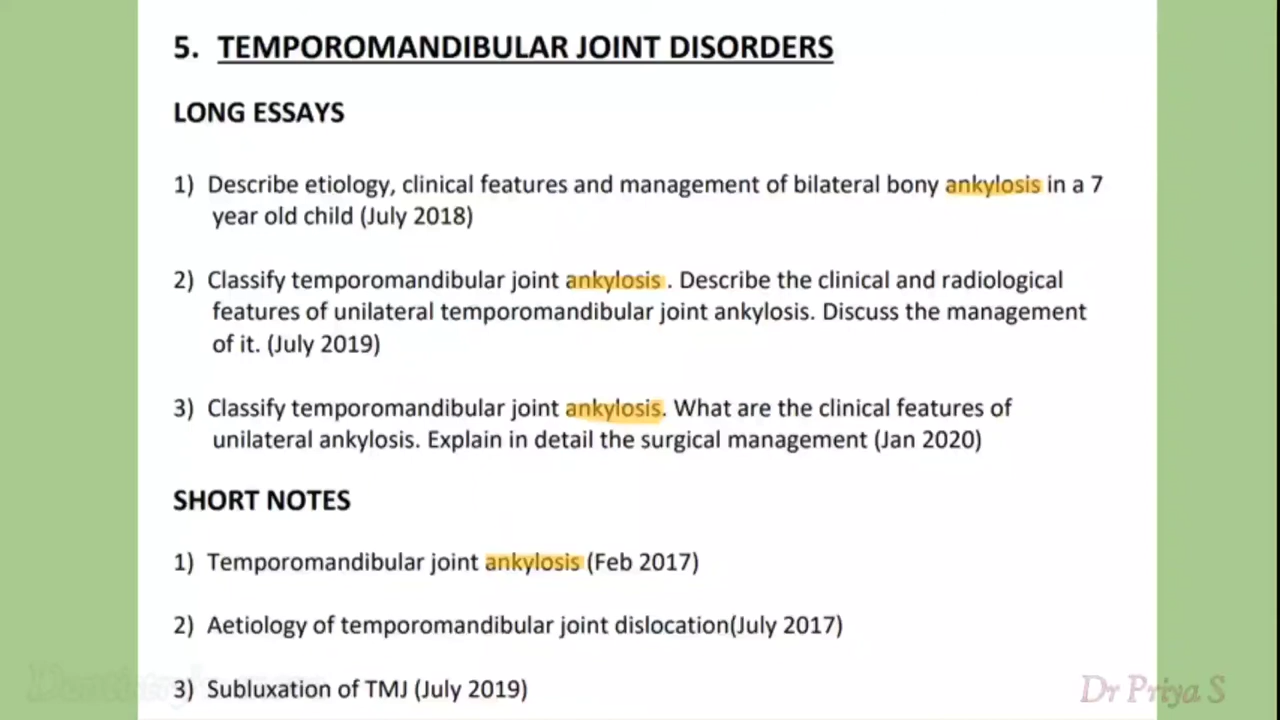 5. TEMPOROMANDIBULAR JOINT DISORDERS
LONG ESSAYS
1) Describe etiology, clinical features and management of bilateral bony ankylosis in a 7
year old child (July 2018)
2) Classify temporomandibular joint ankylosis . Describe the clinical and radiological
features of unilateral temporomandibular joint ankylosis. Discuss the management
of it. (July 2019)
3) Classify temporomandibular joint ankylosis. What are the clinical features of
unilateral ankylosis. Explain in detail the surgical management (Jan 2020)
SHORT NOTES
1) Temporomandibular joint ankylosis (Feb 2017)
2) Aetiology of temporomandibular joint dislocation(July 2017)
3) Subluxation of TMJ (July 2019)
Dr Priya S